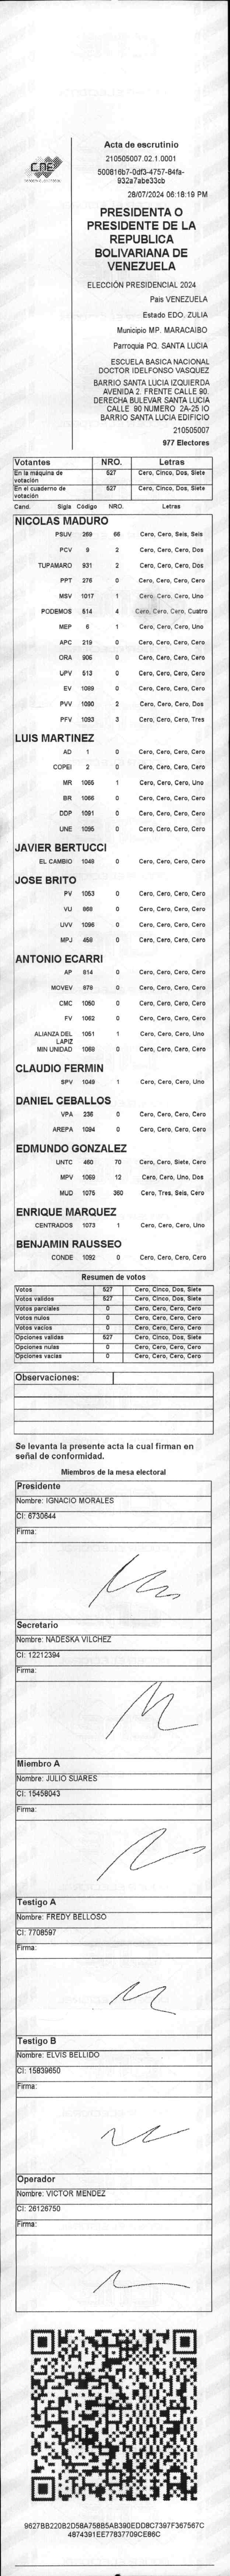 CNE
Acta de escrutinio
210505007.02.1.0001
500816b7-0df3-4757-84fa-
932a7abe33cb
28/07/2024 06:18:19 PM
PRESIDENTA O
PRESIDENTE DE LA
REPUBLICA
BOLIVARIANA DE
VENEZUELA
ELECCIÓN PRESIDENCIAL 2024
Pais VENEZUELA
Estado EDO. ZULIA
Municipio MP. MARACAIBO
Parroquia PQ. SANTA LUCIA
ESCUELA BASICA NACIONAL
DOCTOR IDELFONSO VASQUEZ
BARRIO SANTA LUCIA IZQUIERDA
AVENIDA 2. FRENTE CALLE 90.
DERECHA BULEVAR SANTA LUCIA
CALLE 90 NUMERO 2A-25 IO
BARRIO SANTA LUCIA EDIFICIO
210505007
977 Electores
Votantes NRO. Letras
En la máquina de votación 527 Cero, Cinco, Dos, Siete
En el cuaderno de votación 527 Cero, Cinco, Dos, Siete
Cand. Sigla Código NRO. Letras
NICOLAS MADURO
PSUV 269 66 Cero, Cero, Seis, Seis
PCV 9 2 Cero, Cero, Cero, Dos
TUPAMARO 931 2 Cero, Cero, Cero, Dos
PPT 276 0 Cero, Cero, Cero, Cero
MSV 1017 1 Cero, Cero, Cero, Uno
PODEMOS 514 4 Cero, Cero, Cero, Cuatro
MEP 6 1 Cero, Cero, Cero, Uno
APC 219 0 Cero, Cero, Cero, Cero
ORA 906 0 Cero, Cero, Cero, Cero
UPV 513 0 Cero, Cero, Cero, Cero
EV 1089 0 Cero, Cero, Cero, Cero
PVV 1090 2 Cero, Cero, Cero, Dos
PFV 1093 3 Cero, Cero, Cero, Tres
LUIS MARTINEZ
AD 1 0 Cero, Cero, Cero, Cero
COPEI 2 0 Cero, Cero, Cero, Cero
MR 1065 1 Cero, Cero, Cero, Uno
BR 1066 0 Cero, Cero, Cero, Cero
DDP 1091 0 Cero, Cero, Cero, Cero
UNE 1095 0 Cero, Cero, Cero, Cero
JAVIER BERTUCCI
EL CAMBIO 1048 0 Cero, Cero, Cero, Cero
JOSE BRITO
PV 1053 0 Cero, Cero, Cero, Cero
VU 868 0 Cero, Cero, Cero, Cero
UVV 1096 0 Cero, Cero, Cero, Cero
MPJ 458 0 Cero, Cero, Cero, Cero
ANTONIO ECARRI
AP 914 0 Cero, Cero, Cero, Cero
MOVEV 878 0 Cero, Cero, Cero, Cero
CMC 1050 0 Cero, Cero, Cero, Cero
FV 1062 0 Cero, Cero, Cero, Cero
ALIANZA DEL LAPIZ 1051 1 Cero, Cero, Cero, Uno
MIN UNIDAD 1068 0 Cero, Cero, Cero, Cero
CLAUDIO FERMIN
SPV 1049 1 Cero, Cero, Cero, Uno
DANIEL CEBALLOS
VPA 236 0 Cero, Cero, Cero, Cero
AREPA 1094 0 Cero, Cero, Cero, Cero
EDMUNDO GONZALEZ
UNTC 460 70 Cero, Cero, Siete, Cero
MPV 1069 12 Cero, Cero, Uno, Dos
MUD 1075 360 Cero, Tres, Seis, Cero
ENRIQUE MARQUEZ
CENTRADOS 1073 1 Cero, Cero, Cero, Uno
BENJAMIN RAUSSEO
CONDE 1092 0 Cero, Cero, Cero, Cero
Resumen de votos
Votos 527 Cero, Cinco, Dos, Siete
Votos validos 527 Cero, Cinco, Dos, Siete
Votos parciales 0 Cero, Cero, Cero, Cero
Votos nulos 0 Cero, Cero, Cero, Cero
Votos vacios 0 Cero, Cero, Cero, Cero
Opciones validas 527 Cero, Cinco, Dos, Siete
Opciones nulas 0 Cero, Cero, Cero, Cero
Opciones vacias 0 Cero, Cero, Cero, Cero
Observaciones:
Se levanta la presente acta la cual firman en
señal de conformidad.
Miembros de la mesa electoral
Presidente
Nombre: IGNACIO MORALES
CI: 6730644
Firma:
Secretario
Nombre: NADESKA VILCHEZ
CI: 12212394
Firma:
Miembro A
Nombre: JULIO SUARES
CI: 15458043
Firma:
Testigo A
Nombre: FREDY BELLOSO
CI: 7708597
Firma:
Testigo B
Nombre: ELVIS BELLIDO
CI: 15839650
Firma:
Operador
Nombre: VICTOR MENDEZ
CI: 26126750
Firma:
9627BB220B2D58A758B5AB390EDD8C7397F367567C
4874391EE77837709CE86C